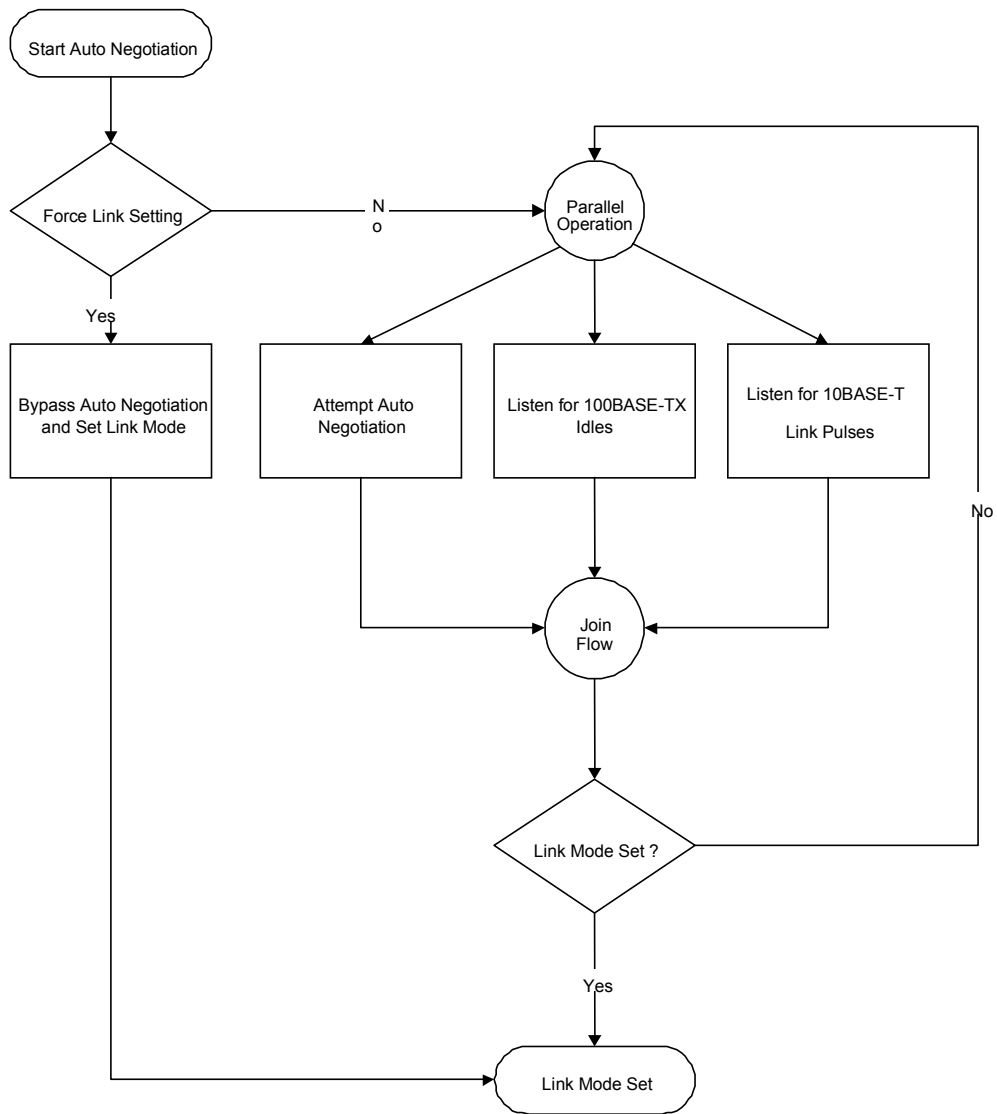 Start Auto Negotiation
Force Link Setting
N
o
Parallel
Operation
Yes
Bypass Auto Negotiation
and Set Link Mode
Attempt Auto
Negotiation
Listen for 100BASE-TX
Idles
Listen for 10BASE-T
Link Pulses
No
Join
Flow
Link Mode Set ?
Yes
Link Mode Set